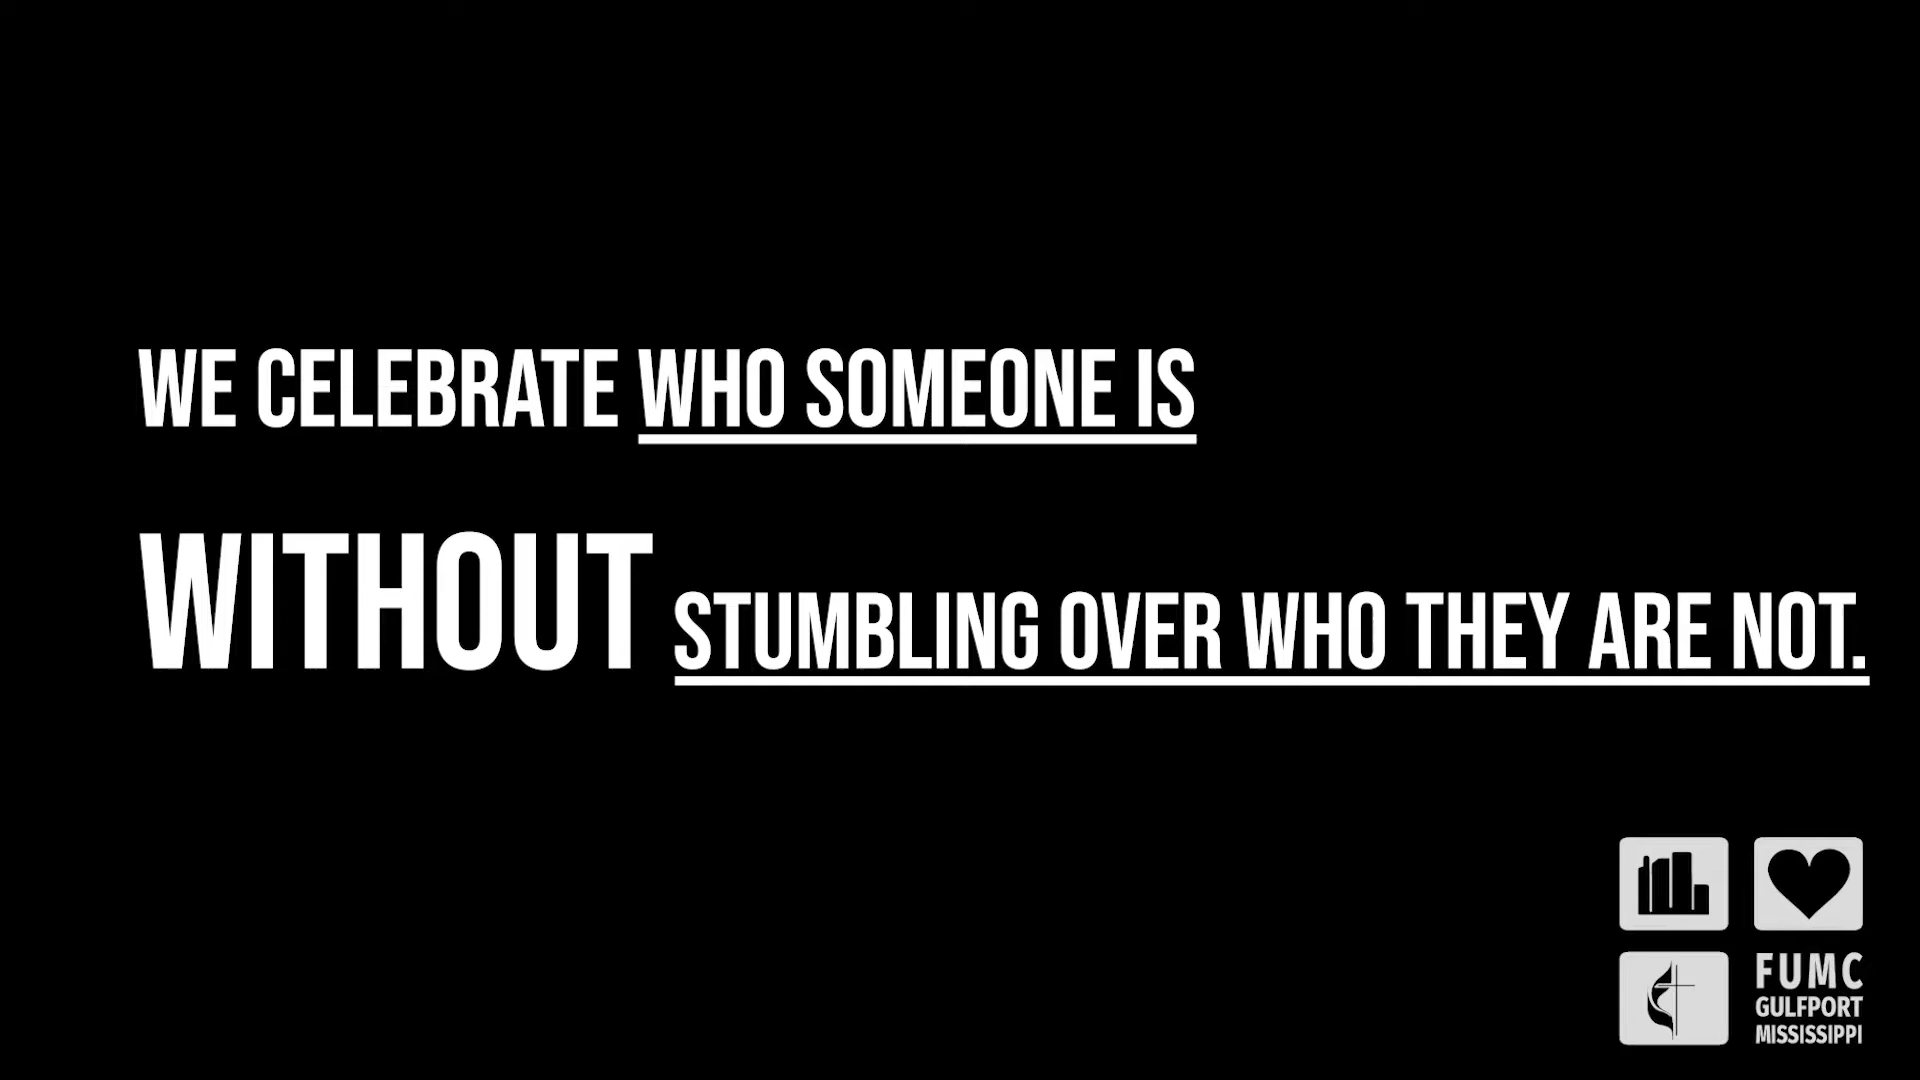 WE CELEBRATE WHO SOMEONE IS
WITHOUT STUMBLING OVER WHO THEY ARE NOT.
FUMC
GULFPORT
MISSISSIPPI